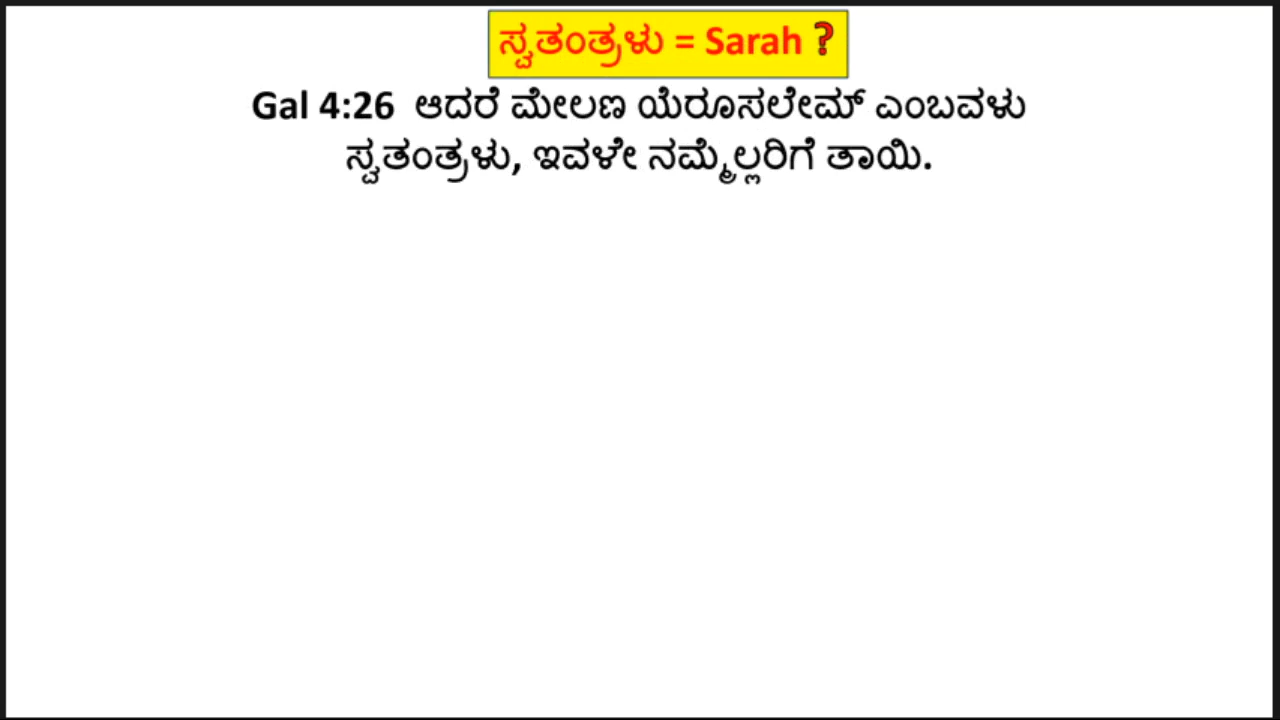 ಸ್ವತಂತ್ರಳು = Sarah ?
Gal 4:26 ಆದರೆ ಮೇಲಣ ಯೆರೂಸಲೇಮ್ ಎಂಬವಳು
ಸ್ವತಂತ್ರಳು, ಇವಳೇ ನಮ್ಮೆಲ್ಲರಿಗೆ ತಾಯಿ.